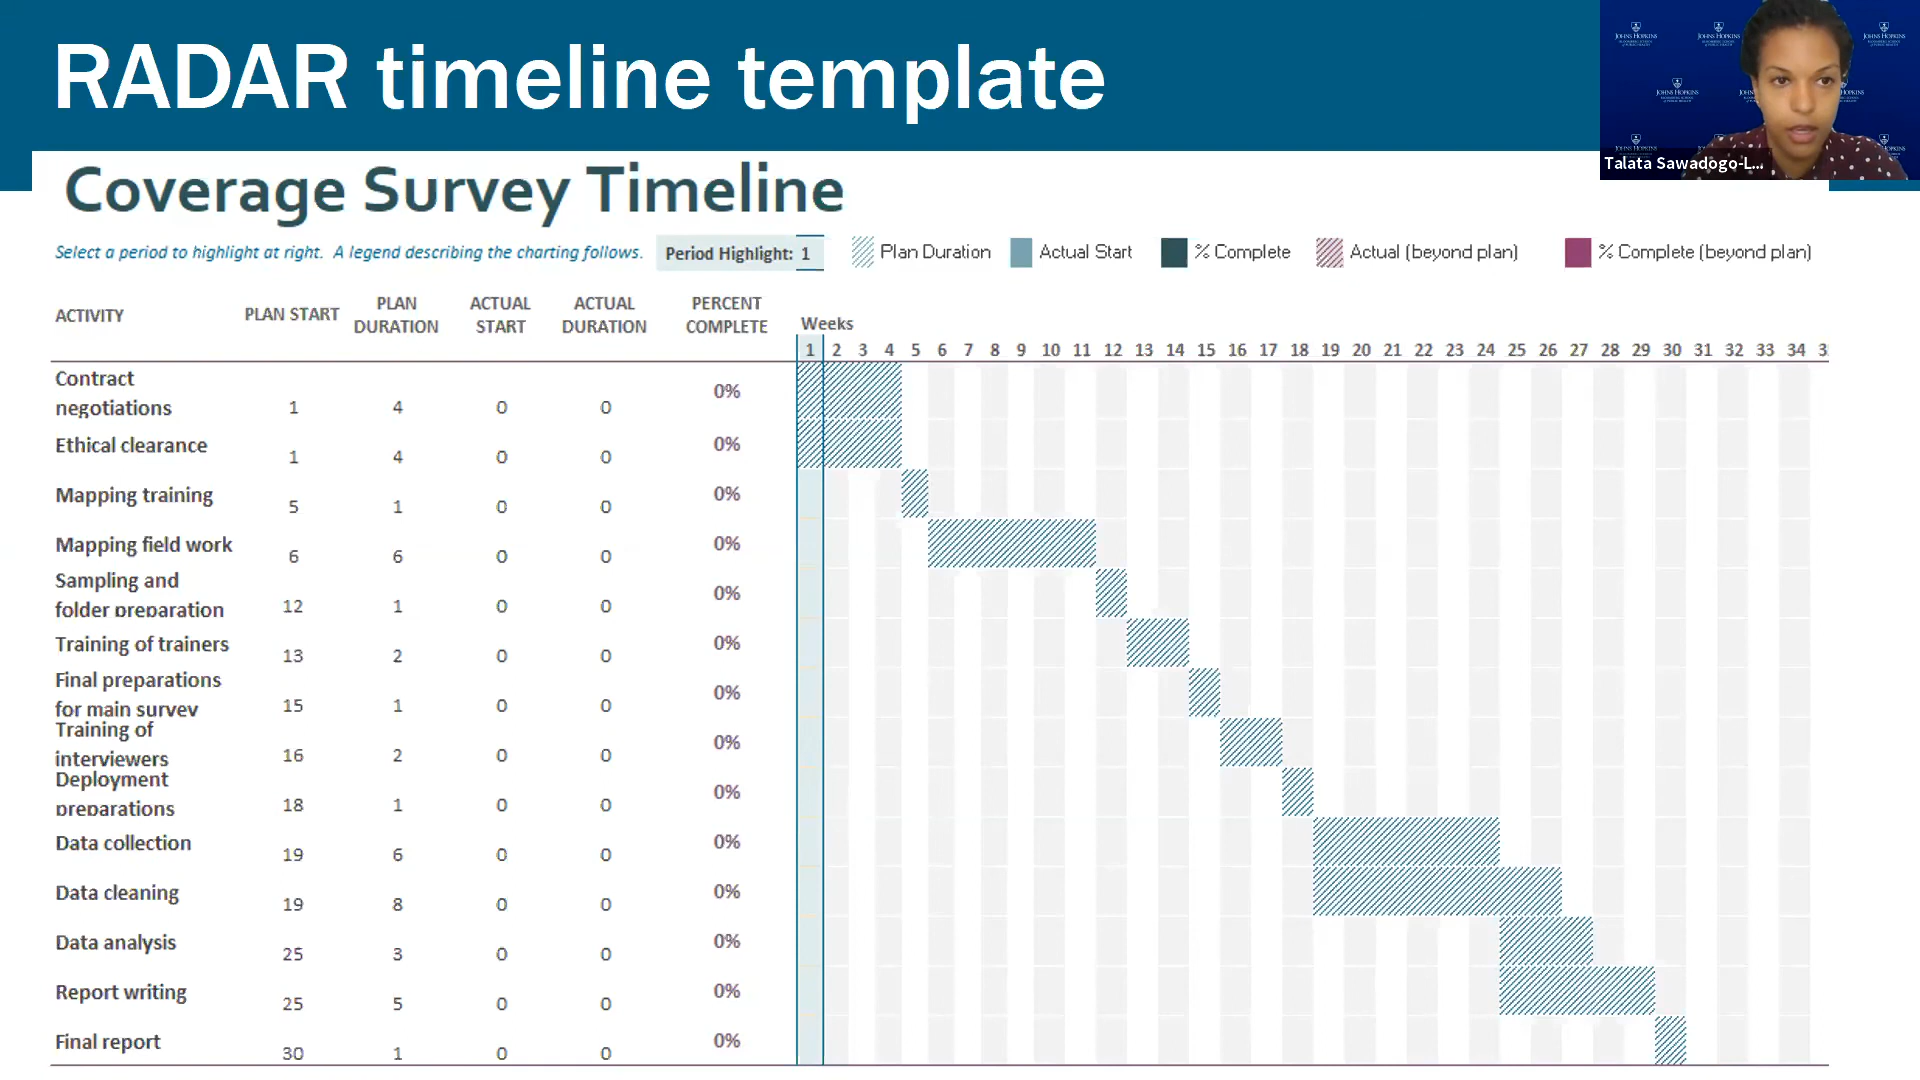 RADAR timeline template
JOHNS HOPKINS
JOHNS HOPKINS
JOHNS HOPKINS
JOHNS HOPKINS
Talata Sawadogo-L...
Coverage Survey Timeline
Select a period to highlight at right. A legend describing the charting follows.
Period Highlight: 1
Plan Duration
Actual Start
% Complete
Actual (beyond plan)
% Complete (beyond plan)
ACTIVITY PLAN START PLAN DURATION ACTUAL START ACTUAL DURATION PERCENT COMPLETE
Weeks
1 2 3 4 5 6 7 8 9 10 11 12 13 14 15 16 17 18 19 20 21 22 23 24 25 26 27 28 29 30 31 32 33 34 3
Contract
negotiations 1 4 0 0 0%
Ethical clearance 1 4 0 0 0%
Mapping training 5 1 0 0 0%
Mapping field work 6 6 0 0 0%
Sampling and
folder preparation 12 1 0 0 0%
Training of trainers 13 2 0 0 0%
Final preparations
for main survey 15 1 0 0 0%
Training of
interviewers 16 2 0 0 0%
Deployment
preparations 18 1 0 0 0%
Data collection 19 6 0 0 0%
Data cleaning 19 8 0 0 0%
Data analysis 25 3 0 0 0%
Report writing 25 5 0 0 0%
Final report 30 1 0 0 0%